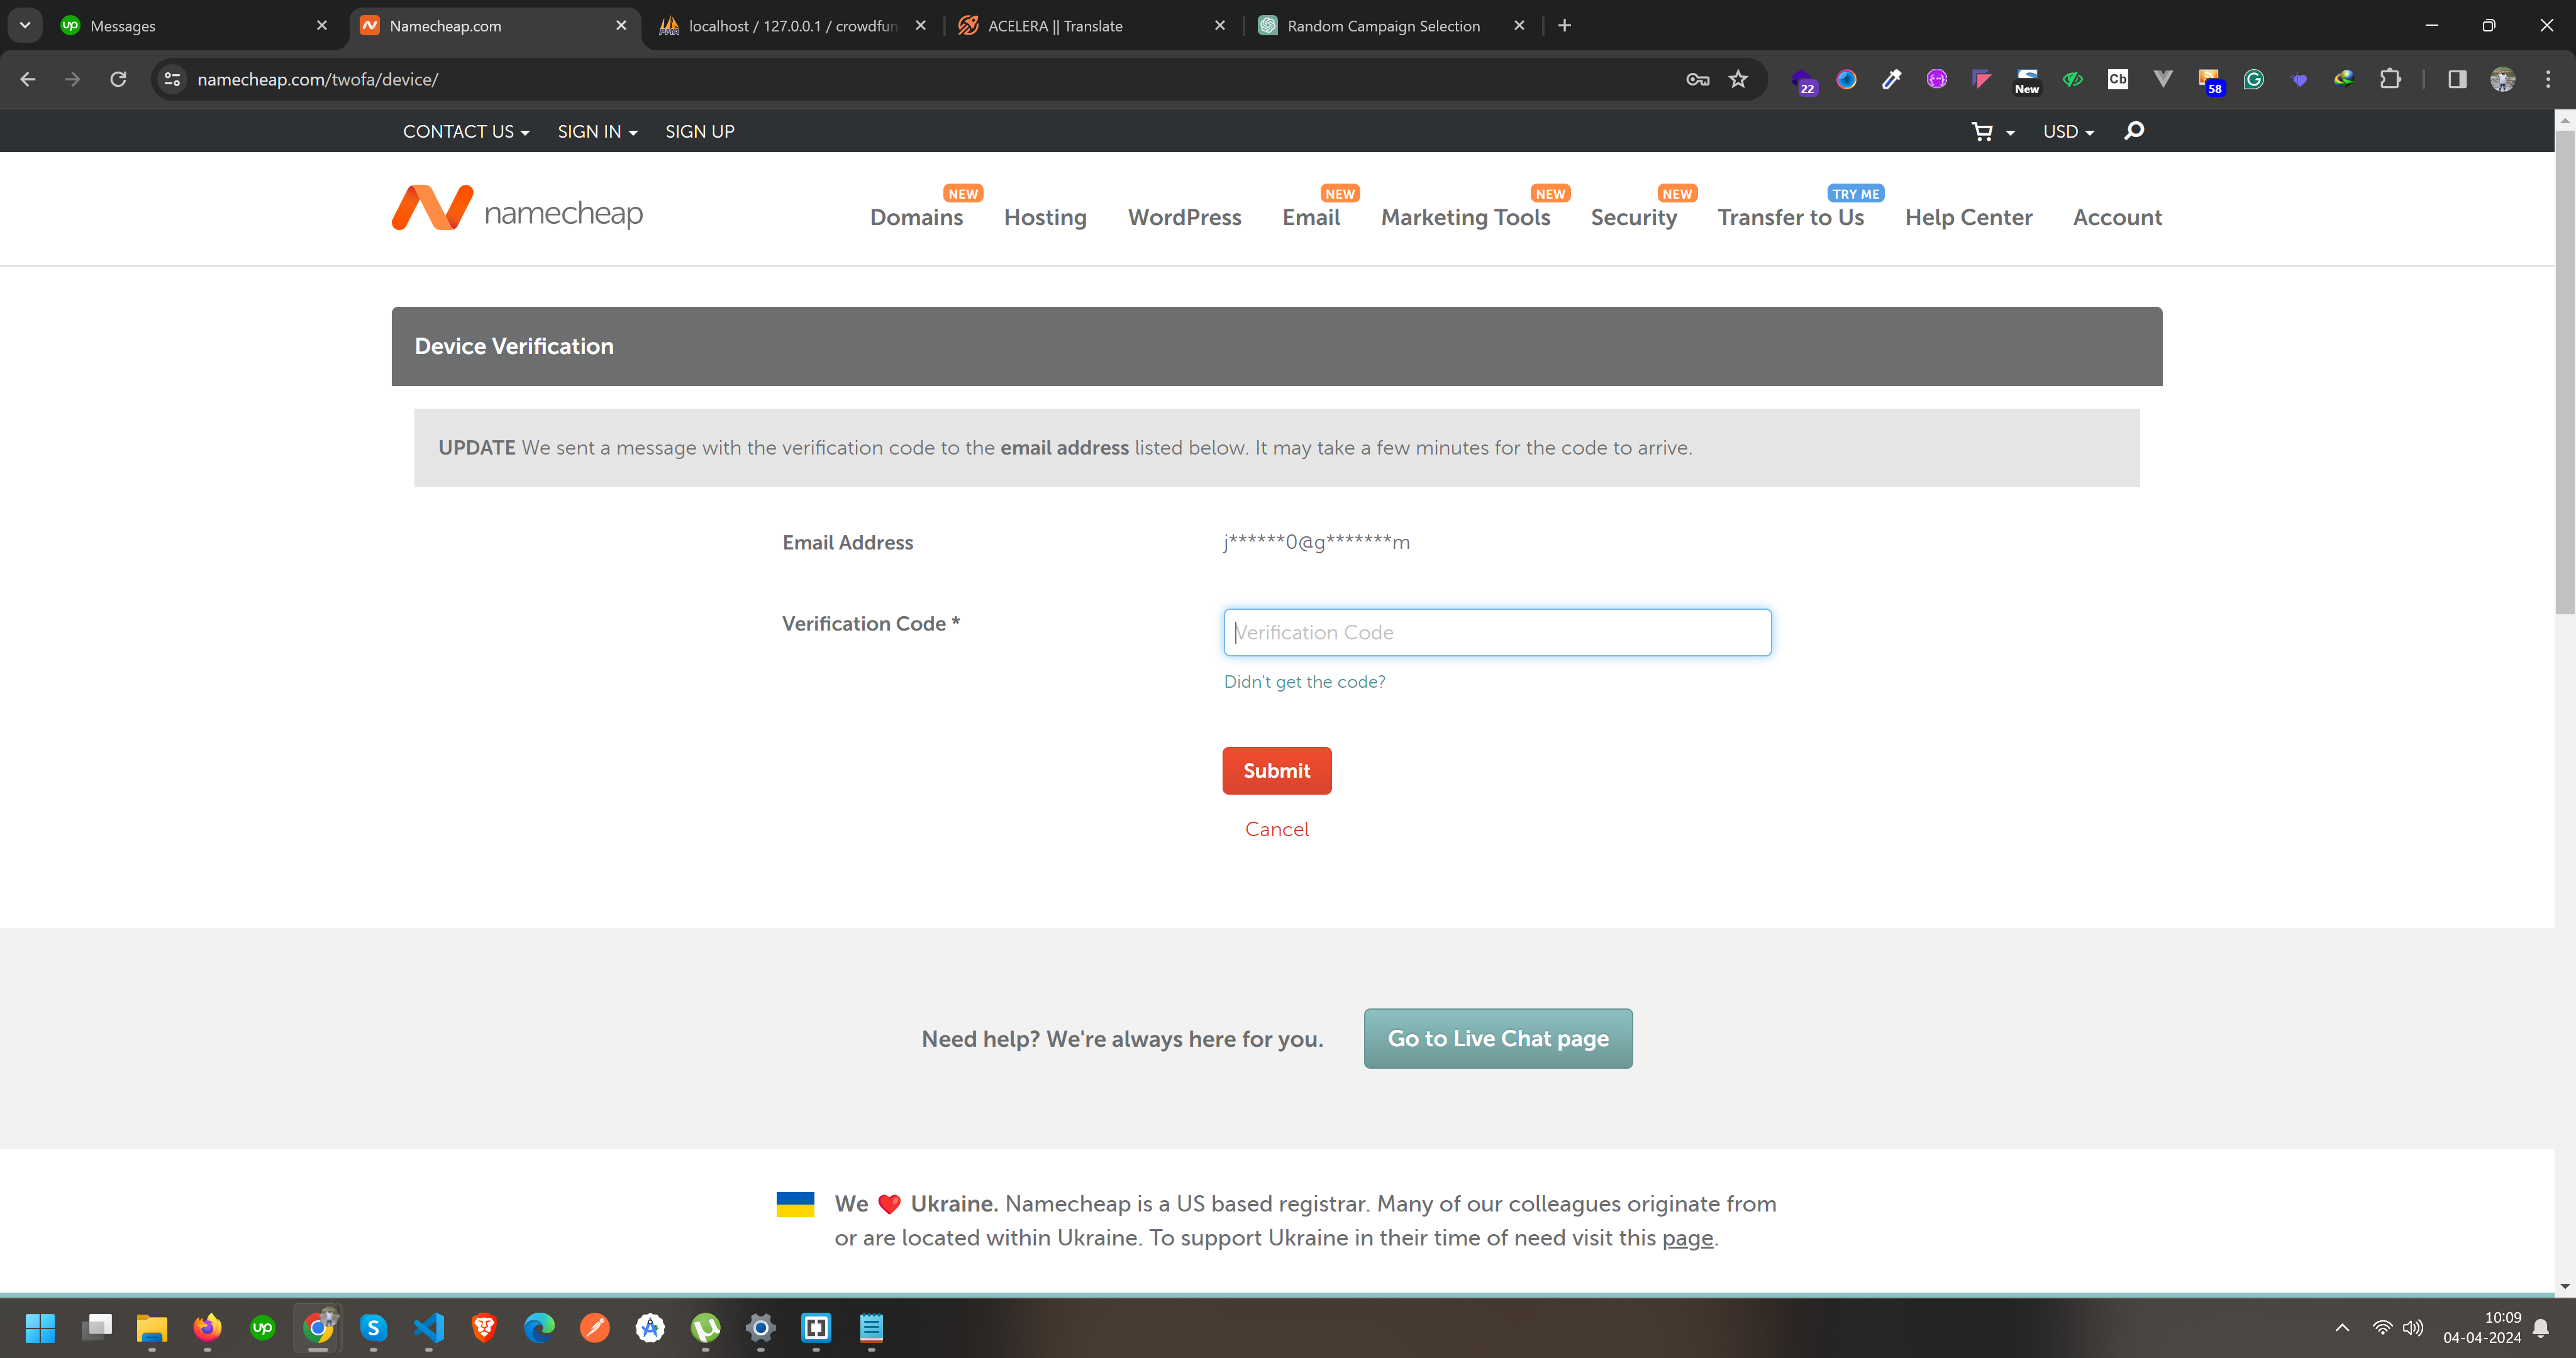 Messages
Namecheap.com
localhost / 127.0.0.1 / crowdfun
ACELERA || Translate
Random Campaign Selection
namecheap.com/twofa/device/
22
New
Cb
58
CONTACT US
SIGN IN
SIGN UP
USD
namecheap
NEW
NEW
NEW
NEW
TRY ME
Domains
Hosting
WordPress
Email
Marketing Tools
Security
Transfer to Us
Help Center
Account
Device Verification
UPDATE We sent a message with the verification code to the email address listed below. It may take a few minutes for the code to arrive.
Email Address
j******0@g*******m
Verification Code *
Verification Code
Didn't get the code?
Submit
Cancel
Need help? We're always here for you.
Go to Live Chat page
We ❤️ Ukraine. Namecheap is a US based registrar. Many of our colleagues originate from
or are located within Ukraine. To support Ukraine in their time of need visit this page.
10:09
04-04-2024